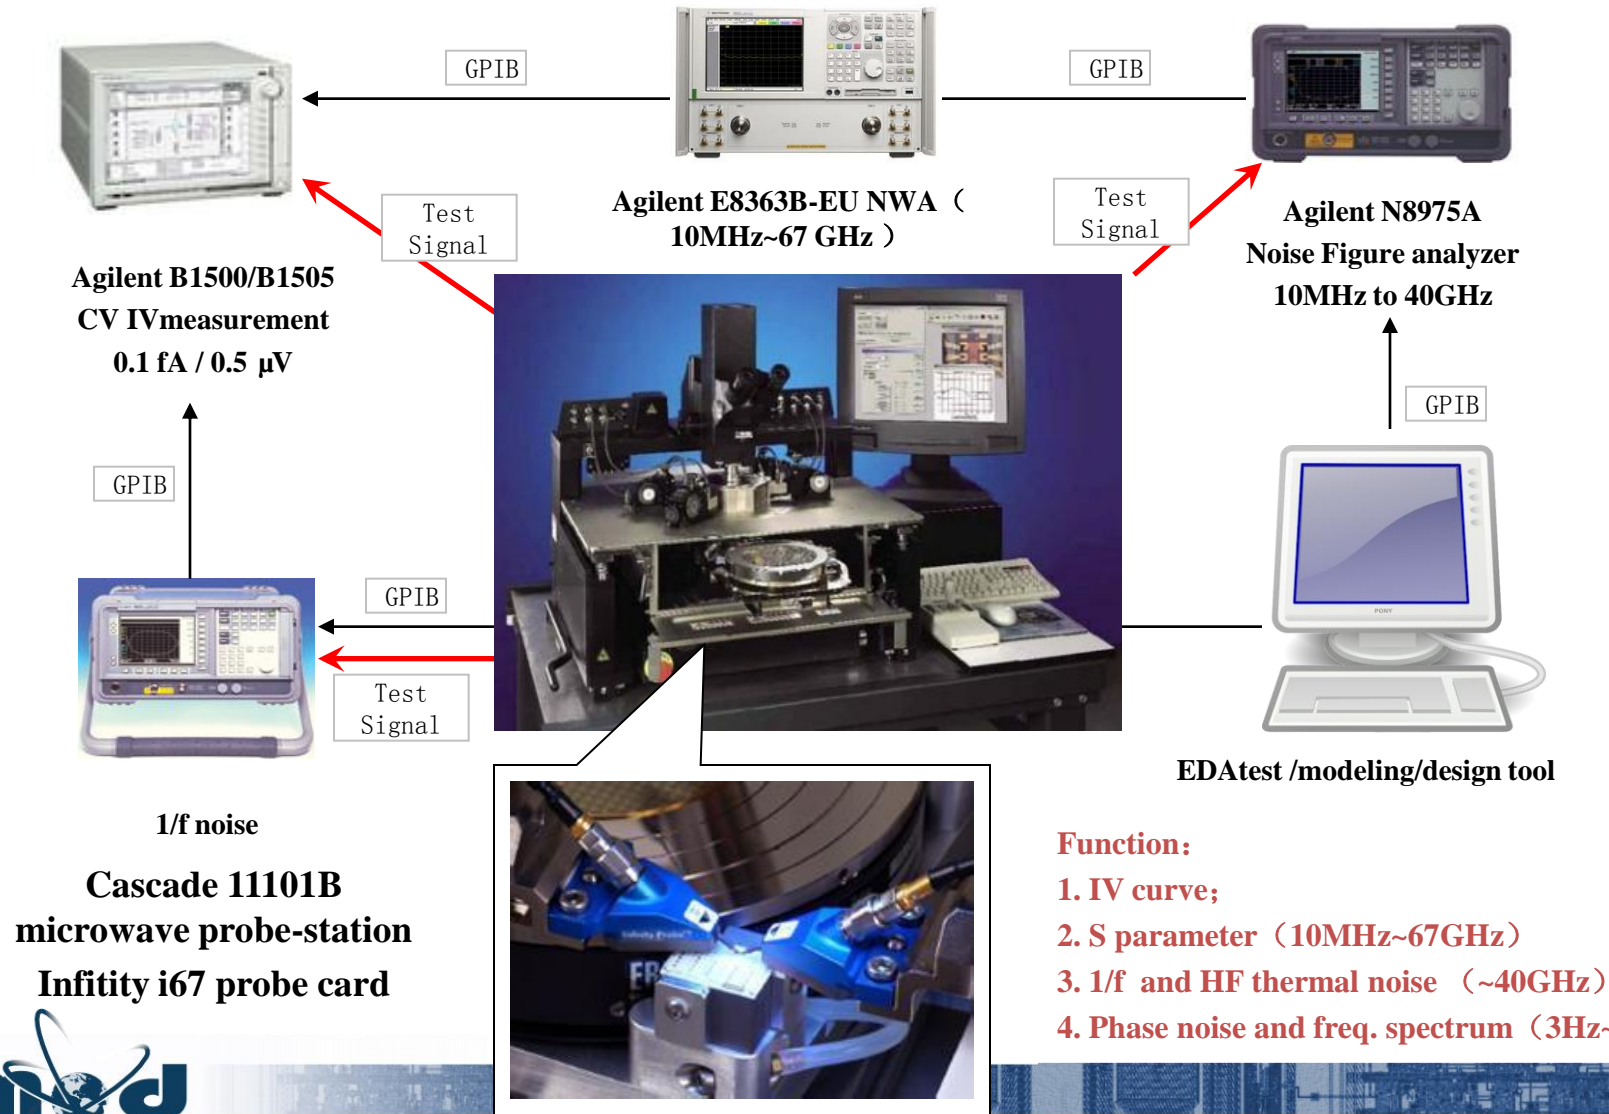 GPIB
GPIB
Test
Signal
Agilent E8363B-EU NWA（
10MHz~67 GHz ）
Test
Signal
Agilent N8975A
Noise Figure analyzer
10MHz to 40GHz
Agilent B1500/B1505
CV IVmeasurement
0.1 fA / 0.5 μV
GPIB
GPIB
GPIB
PONY
Test
Signal
EDAtest /modeling/design tool
1/f noise
Cascade 11101B
microwave probe-station
Infitity i67 probe card
Infinity Probe
Function：
1. IV curve；
2. S parameter（10MHz~67GHz）
3. 1/f and HF thermal noise （~40GHz）
4. Phase noise and freq. spectrum（3Hz~